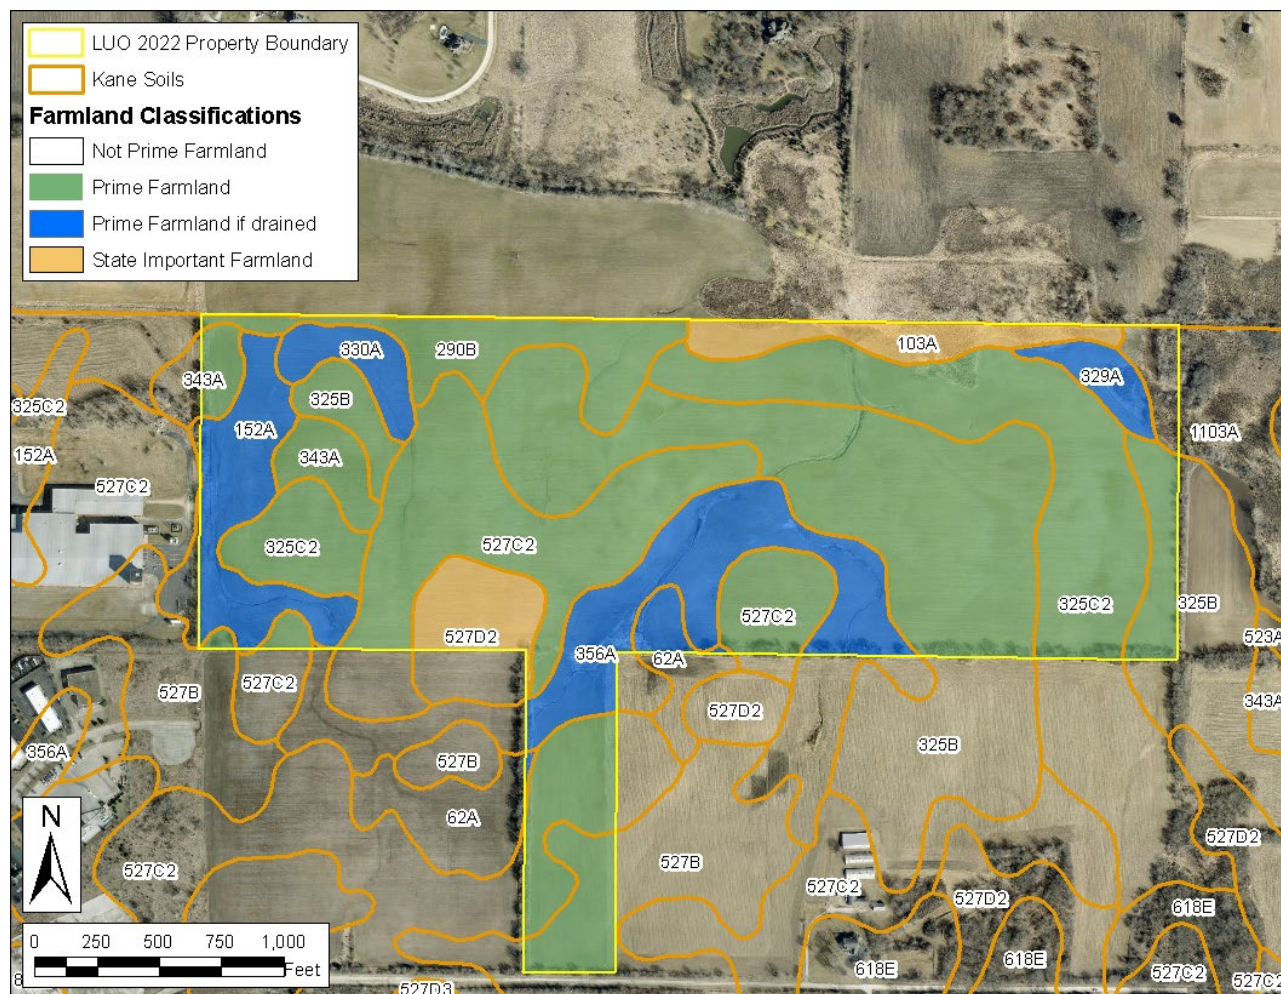 LUO 2022 Property Boundary
Kane Soils
Farmland Classifications
Not Prime Farmland
Prime Farmland
Prime Farmland if drained
State Important Farmland
330A
290B
103A
343A
329A
325C2
325B
152A
1103A
152A
343A
527C2
325C2
527C2
527C2
325C2
325B
527D2
523A
356A
62A
527B
527C2
343A
527D2
356A
325B
527B
N
62A
527D2
527C2
527B
527C2
527D2
618E
0 250 500 750 1,000
Feet
618E
618E
527C2
527C2
8
527D3